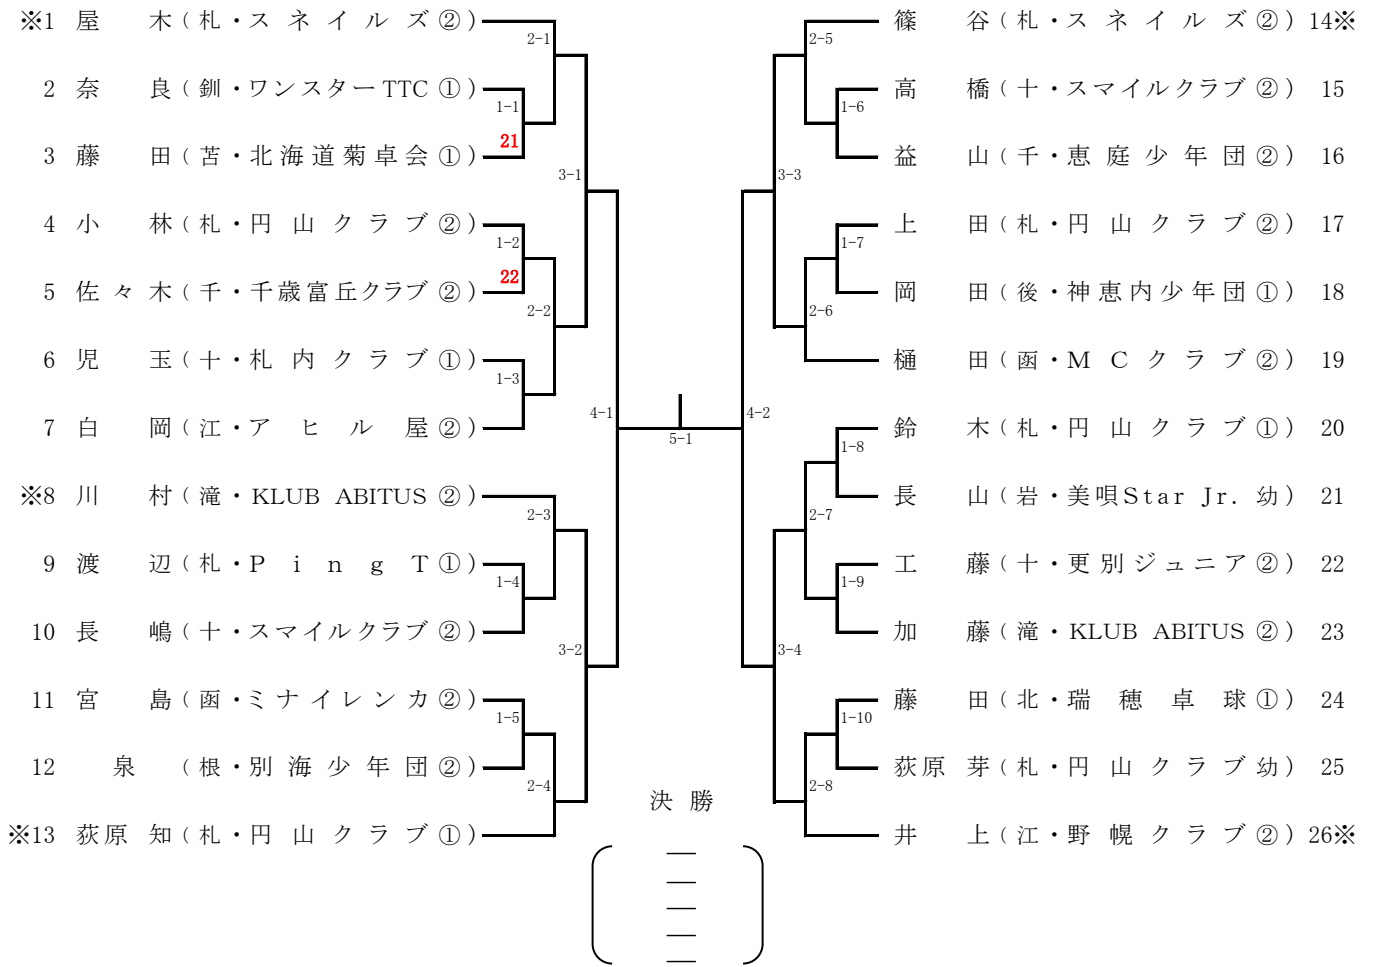 ※1 屋 木(札・スネイルズ②)
2-1
2 奈 良(釧・ワンスターTTC①)
1-1
21
3 藤 田(苫・北海道菊卓会①)
3-1
4 小 林(札・円山クラブ②)
1-2
22
5 佐々木(千・千歳富丘クラブ②)
2-2
6 児 玉(十・札内クラブ①)
1-3
7 白 岡(江・アヒル屋②)
4-1
※8 川 村(滝・KLUB ABITUS②)
2-3
9 渡 辺(札・PingT①)
1-4
10 長 嶋(十・スマイルクラブ②)
3-2
11 宮 島(函・ミナイレンカ②)
1-5
12 泉 (根・別海少年団②)
2-4
※13 荻原 知(札・円山クラブ①)
5-1
篠 谷(札・スネイルズ②) 14※
2-5
高 橋(十・スマイルクラブ②) 15
1-6
益 山(千・恵庭少年団②) 16
3-3
上 田(札・円山クラブ②) 17
1-7
岡 田(後・神恵内少年団①) 18
2-6
樋 田(函・MCクラブ②) 19
4-2
鈴 木(札・円山クラブ①) 20
1-8
長 山(岩・美唄Star Jr. 幼) 21
2-7
工 藤(十・更別ジュニア②) 22
1-9
加 藤(滝・KLUB ABITUS②) 23
3-4
藤 田(北・瑞穂卓球①) 24
1-10
荻原 芽(札・円山クラブ幼) 25
2-8
井 上(江・野幌クラブ②) 26※
決 勝
―
―
―
―
―